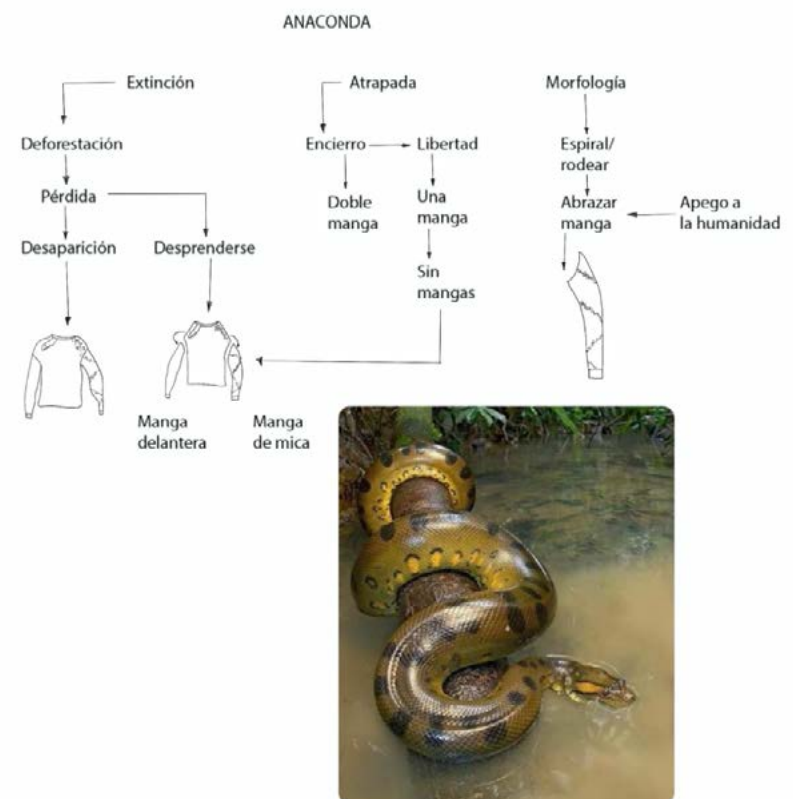 ANACONDA
Extinción
Atrapada
Morfología
Deforestación
Encierro
Libertad
Espiral/
rodear
Pérdida
Doble
manga
Una
manga
Abrazar
manga
Apego a
la humanidad
Desaparición
Desprenderse
Sin
mangas
Manga
delantera
Manga
de mica